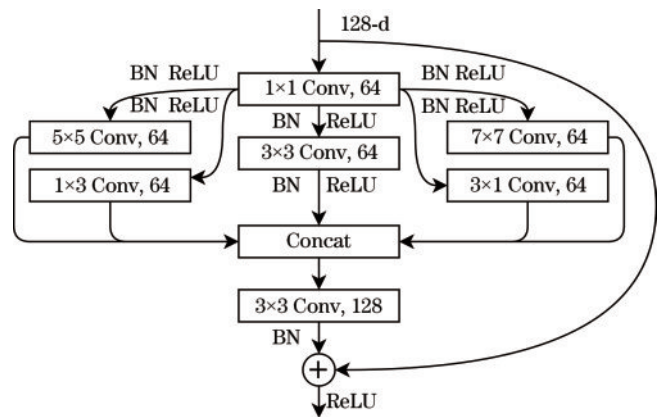 128-d
BN ReLU
BN ReLU
1×1 Conv, 64
BN ReLU
BN ReLU
BN ReLU
5×5 Conv, 64
3×3 Conv, 64
7×7 Conv, 64
1×3 Conv, 64
BN ReLU
3×1 Conv, 64
Concat
3×3 Conv, 128
BN
+
ReLU